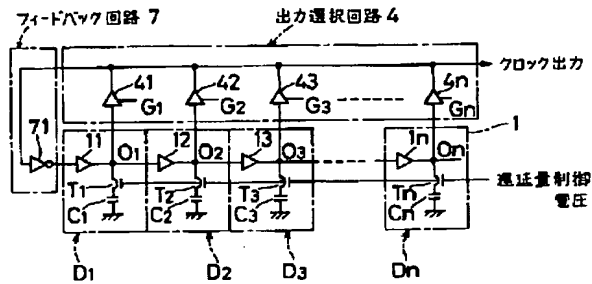 フィードバック回路 7
出力選択回路 4
クロック出力
41 42 43 4n
G1 G2 G3 Gn
71
11 12 13 1n
1
O1 O2 O3 On
T1 T2 T3 Tn
遅延量制御
電圧
C1 C2 C3 Cn
D1 D2 D3 Dn